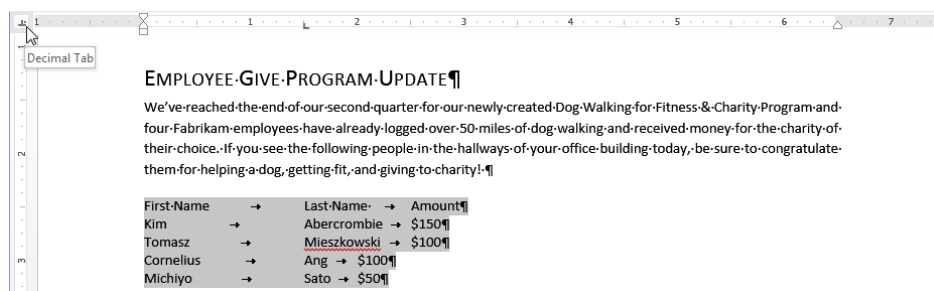 1 1 2 3 4 5 6 7
Decimal Tab
1
EMPLOYEE·GIVE·PROGRAM·UPDATE¶
We've·reached·the·end·of·our·second·quarter·for·our·newly·created·Dog·Walking·for·Fitness·&·Charity·Program·and·
four·Fabrikam·employees·have·already·logged·over·50·miles·of·dog·walking·and·received·money·for·the·charity·of·
2
their·choice.·If·you·see·the·following·people·in·the·hallways·of·your·office·building·today,·be·sure·to·congratulate·
them·for·helping·a·dog,·getting·fit,·and·giving·to·charity!·¶
First·Name → Last·Name· → Amount¶
Kim → Abercrombie → $150¶
Tomasz → Mieszkowski → $100¶
3
Cornelius → Ang → $100¶
Michiyo → Sato → $50¶